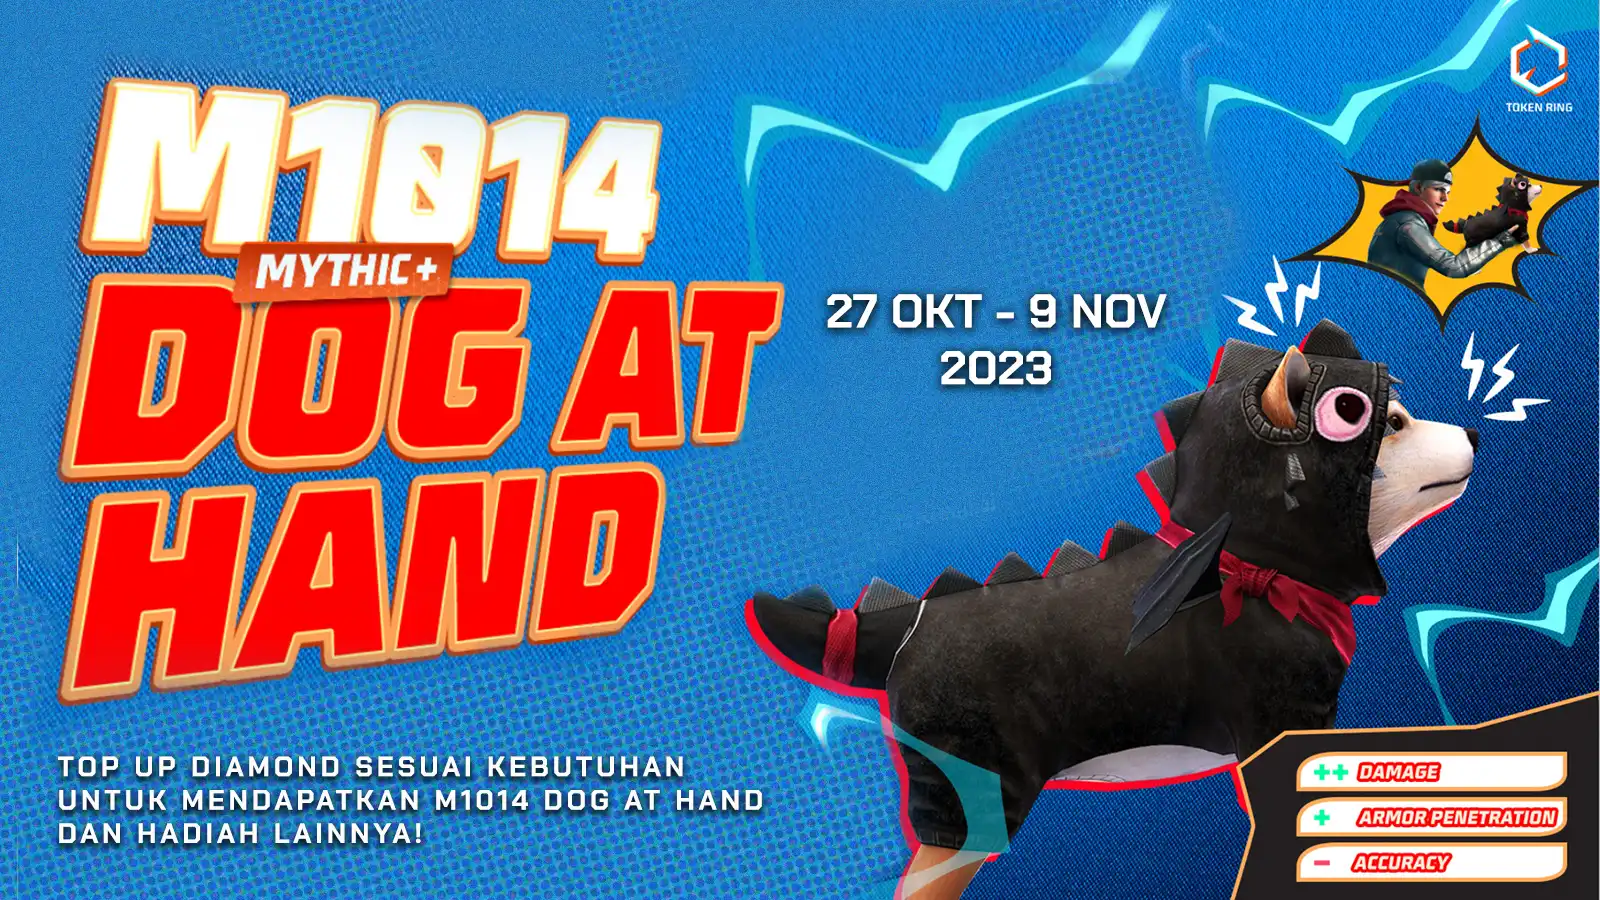 TOKEN RING
M1014
MYTHIC+
DOG AT
HAND
27 OKT - 9 NOV
2023
TOP UP DIAMOND SESUAI KEBUTUHAN
UNTUK MENDAPATKAN M1014 DOG AT HAND
DAN HADIAH LAINNYA!
++ DAMAGE
+ ARMOR PENETRATION
- ACCURACY